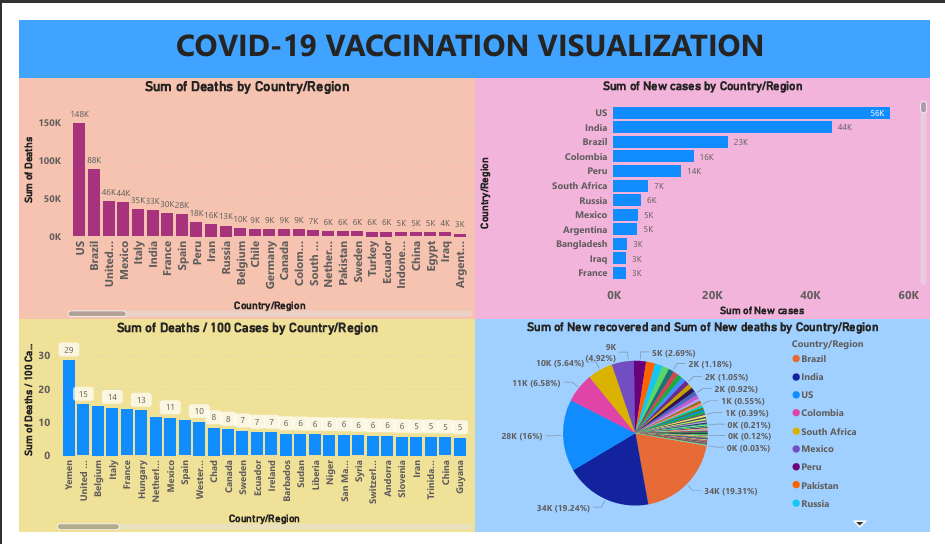 COVID-19 VACCINATION VISUALIZATION
Sum of Deaths by Country/Region
Sum of Deaths
150K
100K
50K
0K
148K
88K
46K
44K
35K
33K
30K
28K
18K
16K
13K
10K
9K
9K
9K
9K
7K
6K
6K
6K
6K
6K
5K
5K
5K
4K
3K
US
Brazil
United...
Mexico
Italy
India
France
Spain
Peru
Iran
Russia
Belgium
Chile
Germany
Canada
Colom...
South ...
Nether...
Pakistan
Sweden
Turkey
Ecuador
Indone...
China
Egypt
Iraq
Argent...
Country/Region
Sum of New cases by Country/Region
Country/Region
US 56K
India 44K
Brazil 23K
Colombia 16K
Peru 14K
South Africa 7K
Russia 6K
Mexico 5K
Argentina 5K
Bangladesh 3K
Iraq 3K
France 3K
0K 20K 40K 60K
Sum of New cases
Sum of Deaths / 100 Cases by Country/Region
Sum of Deaths / 100 Ca...
30
20
10
0
29
15
14
13
11
10
8
8
7
7
7
6
6
6
6
6
6
6
6
5
5
5
5
Yemen
United ...
Belgium
Italy
France
Hungary
Netherl...
Mexico
Spain
Wester...
Chad
Canada
Sweden
Ecuador
Ireland
Barbados
Sudan
Liberia
Niger
San Ma...
Syria
Switzerl...
Andorra
Slovenia
Iran
Trinida...
China
Guyana
Country/Region
Sum of New recovered and Sum of New deaths by Country/Region
34K (19.31%)
34K (19.24%)
28K (16%)
11K (6.58%)
10K (5.64%)
9K
(4.92%)
5K (2.69%)
2K (1.18%)
2K (1.05%)
2K (0.92%)
1K (0.55%)
1K (0.39%)
0K (0.21%)
0K (0.12%)
0K (0.03%)
Country/Region
Brazil
India
US
Colombia
South Africa
Mexico
Peru
Pakistan
Russia